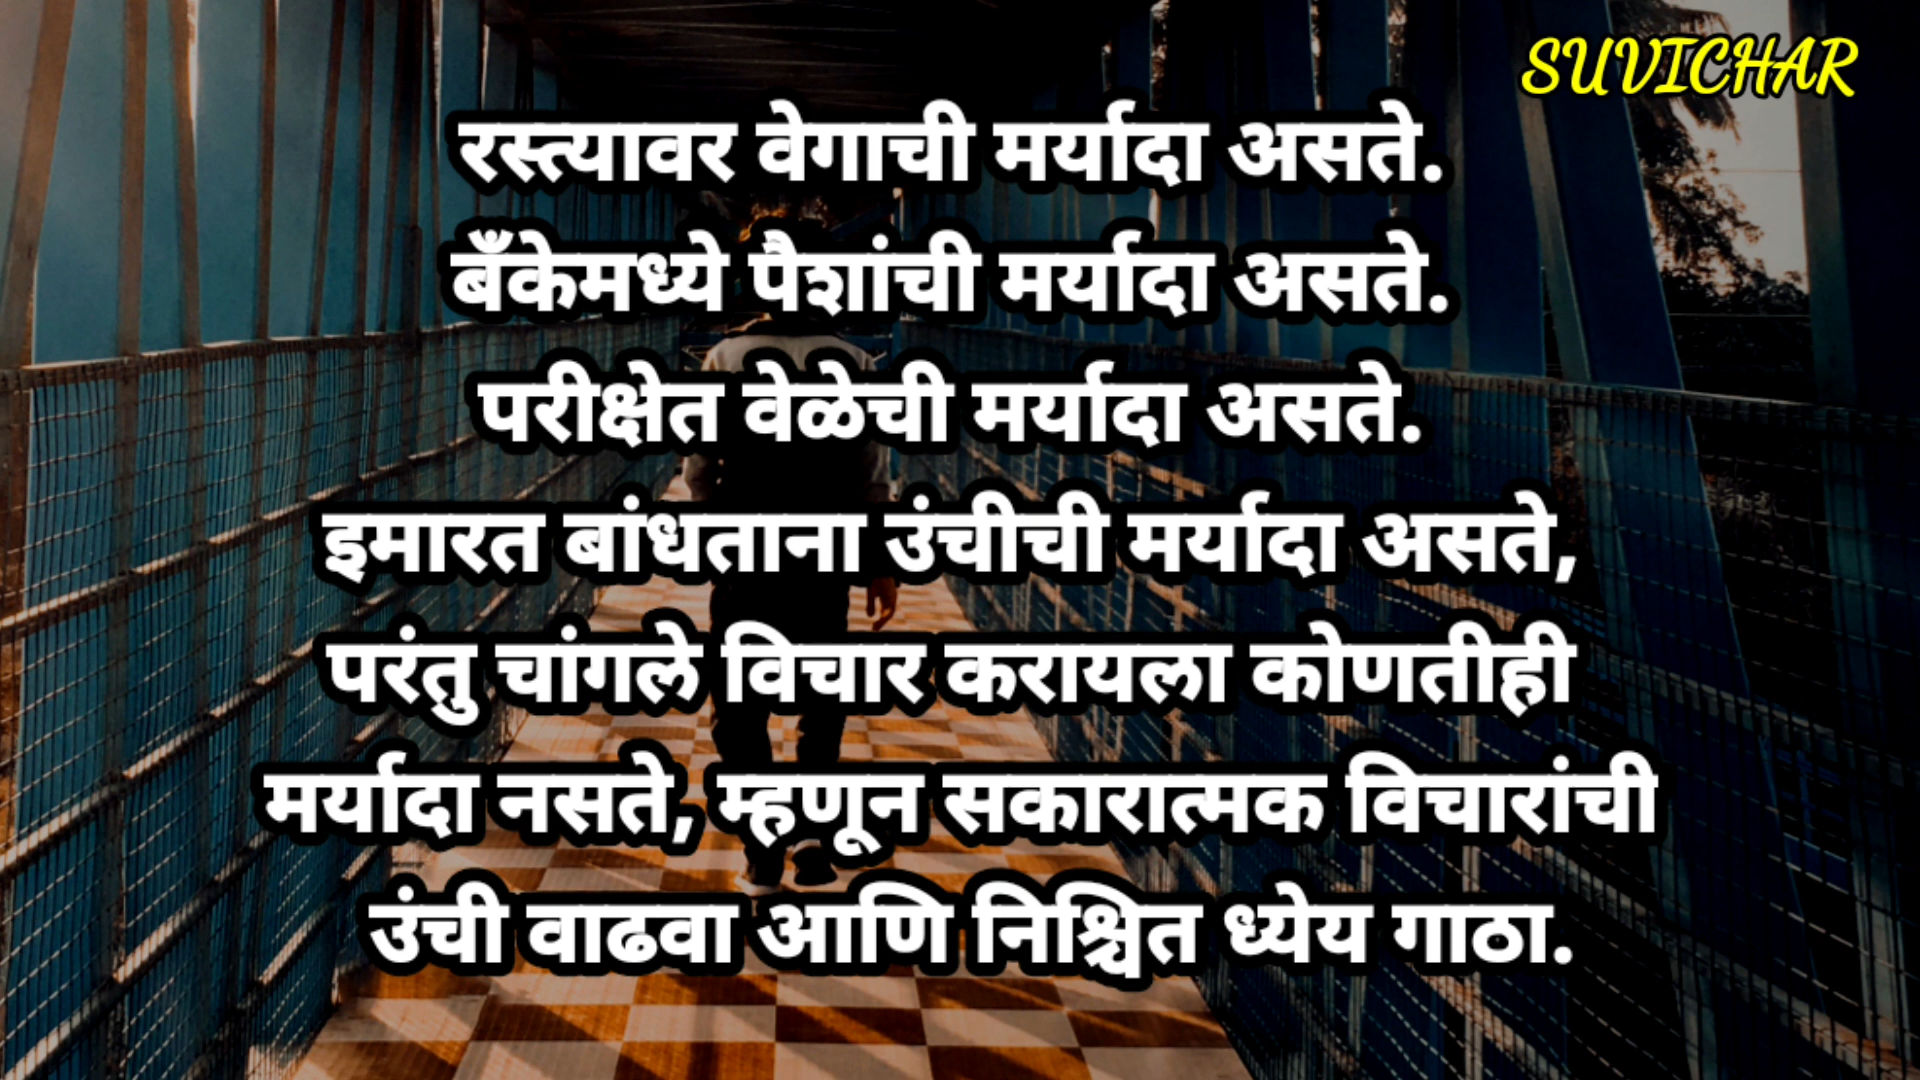 SUVICHAR
रस्त्यावर वेगाची मर्यादा असते.
बँकेमध्ये पैशांची मर्यादा असते.
परीक्षेत वेळेची मर्यादा असते.
इमारत बांधताना उंचीची मर्यादा असते,
परंतु चांगले विचार करायला कोणतीही
मर्यादा नसते, म्हणून सकारात्मक विचारांची
उंची वाढवा आणि निश्चित ध्येय गाठा.